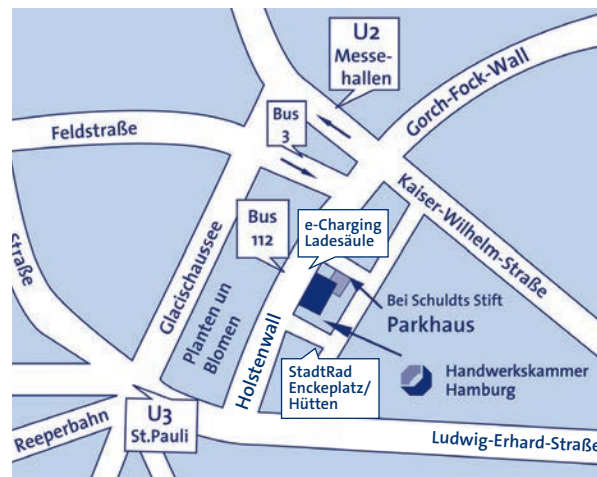 U2
Messe-
hallen
Gorch-Fock-Wall
Bus
3
Feldstraße
Kaiser-Wilhelm-Straße
Bus
112
e-Charging
Ladesäule
Straße
Glacischaussee
Planten un
Blomen
Holstenwall
Bei Schuldts Stift
Parkhaus
StadtRad
Enckeplatz/
Hütten
Handwerkskammer
Hamburg
U3
St.Pauli
Reeperbahn
Ludwig-Erhard-Straße